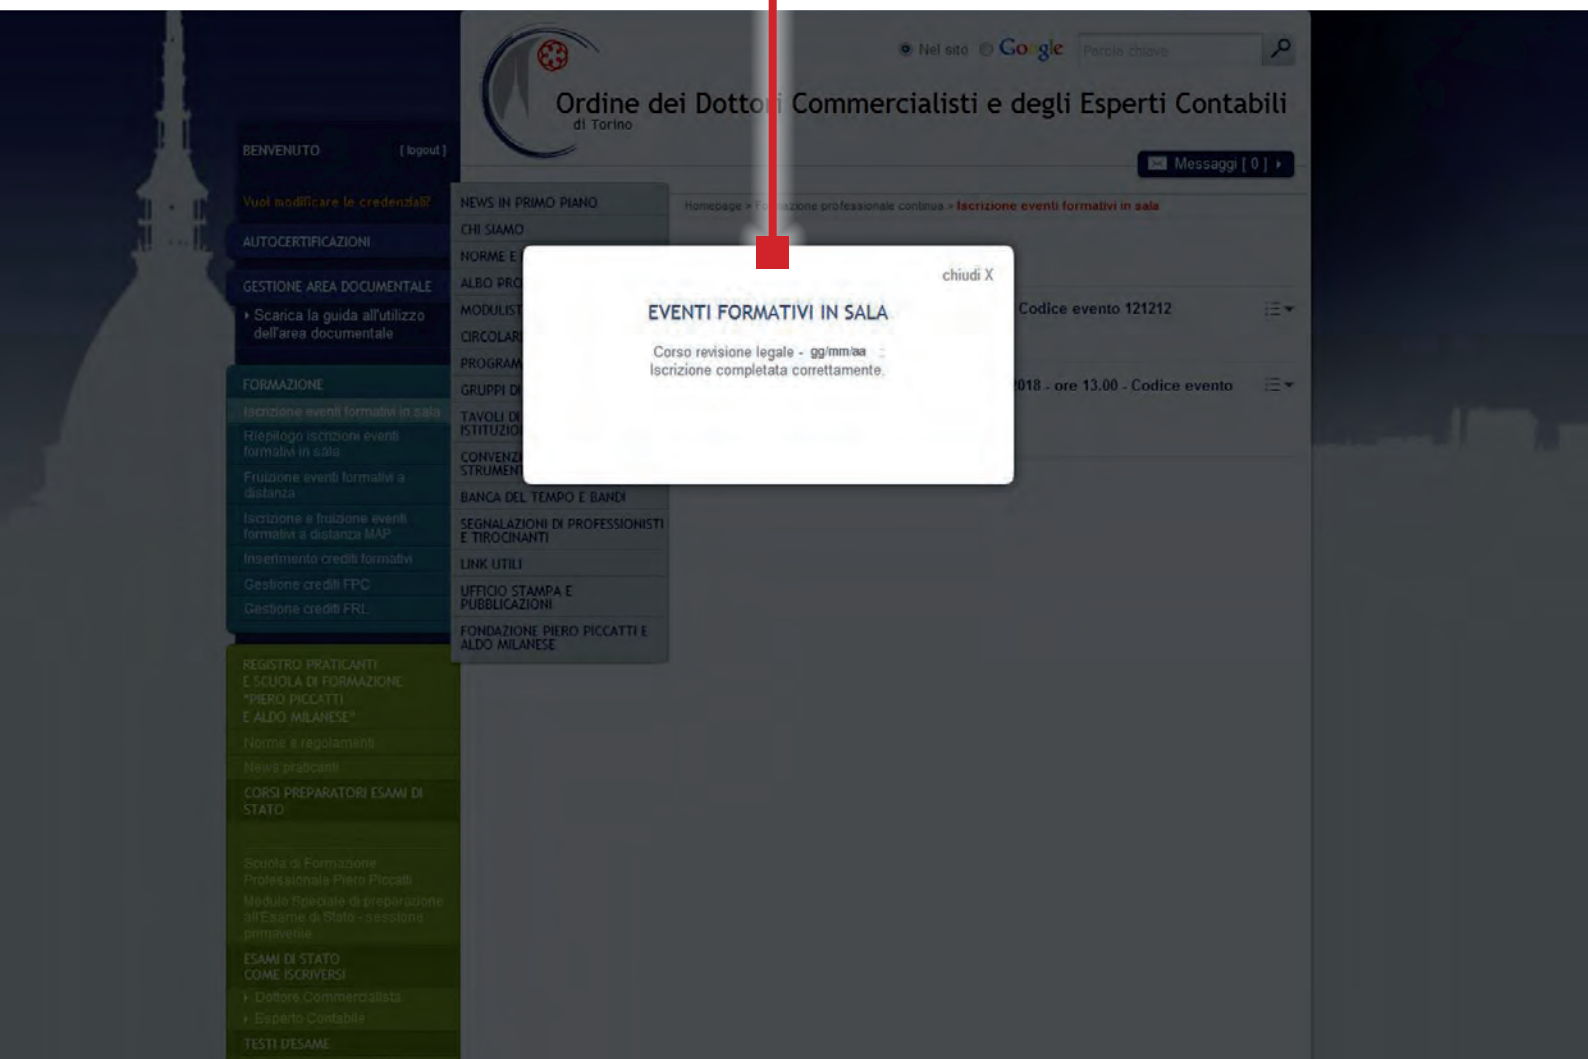 Nel sito Google Parola chiave
Ordine dei Dottori Commercialisti e degli Esperti Contabili
di Torino
Messaggi [ 0 ]
BENVENUTO [ logout ]
Vuoi modificare le credenziali?
AUTOCERTIFICAZIONI
GESTIONE AREA DOCUMENTALE
Scarica la guida all'utilizzo
dell'area documentale
FORMAZIONE
Iscrizione eventi formativi in sala
Riepilogo iscrizioni eventi
formativi in sala
Fruizione eventi formativi a
distanza
Iscrizione e fruizione eventi
formativi a distanza MAP
Inserimento crediti formativi
Gestione crediti FPC
Gestione crediti FRL
REGISTRO PRATICANTI
E SCUOLA DI FORMAZIONE
"PIERO PICCATTI
E ALDO MILANESE"
Norme e regolamenti
News praticanti
CORSI PREPARATORI ESAMI DI
STATO
Scuola di Formazione
Professionale Piero Piccatti
Modulo Speciale di preparazione
all'Esame di Stato - sessione
primaverile
ESAMI DI STATO
COME ISCRIVERSI
Dottore Commercialista
Esperto Contabile
TESTI D'ESAME
NEWS IN PRIMO PIANO
CHI SIAMO
NORME E
ALBO PRO
MODULIST
CIRCOLARI
PROGRAM
GRUPPI DI
TAVOLI DI
ISTITUZIO
CONVENZI
STRUMENT
BANCA DEL TEMPO E BANDI
SEGNALAZIONI DI PROFESSIONISTI
E TIROCINANTI
LINK UTILI
UFFICIO STAMPA E
PUBBLICAZIONI
FONDAZIONE PIERO PICCATTI E
ALDO MILANESE
Homepage » Formazione professionale continua » Iscrizione eventi formativi in sala
chiudi X
EVENTI FORMATIVI IN SALA
Corso revisione legale - gg/mm/aa
Iscrizione completata correttamente.
Codice evento 121212
2018 - ore 13.00 - Codice evento